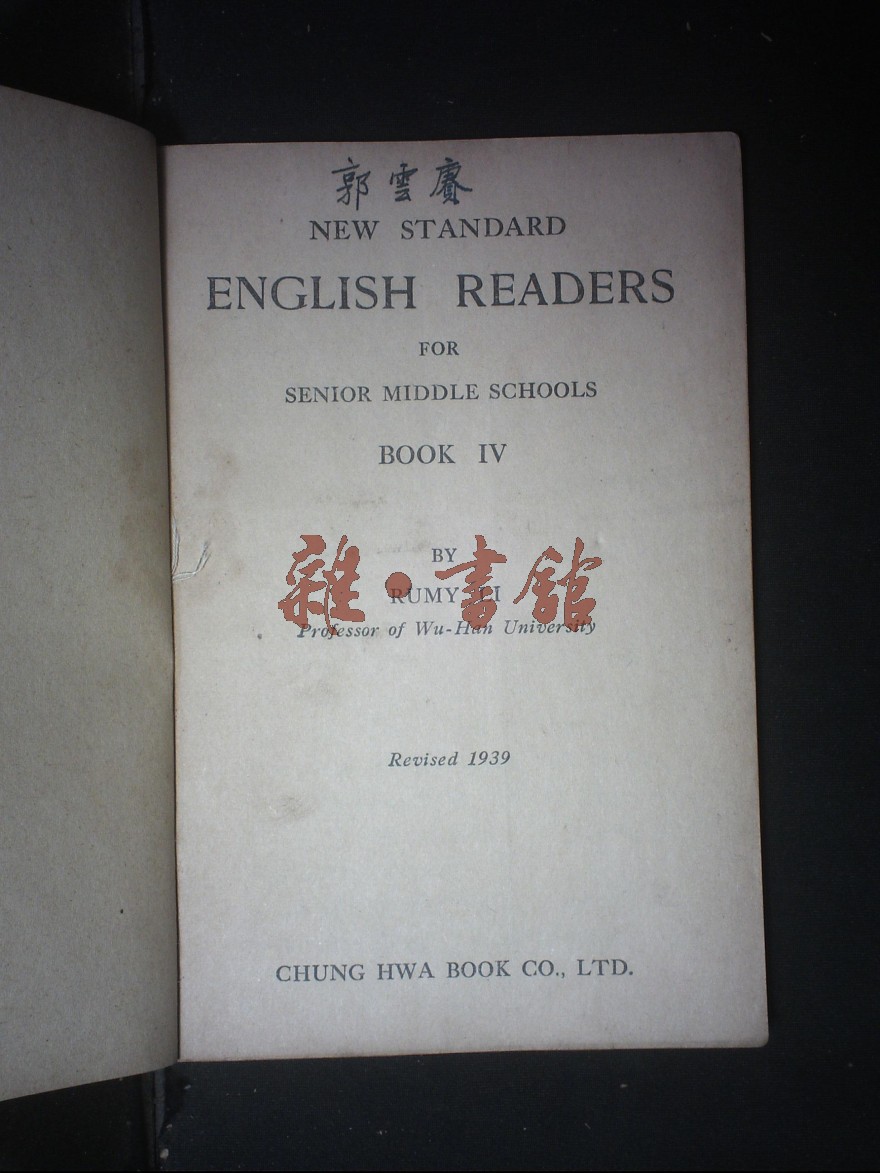 郭雲賡
NEW STANDARD
ENGLISH READERS
FOR
SENIOR MIDDLE SCHOOLS
BOOK IV
BY
雜·書館
RUMY LI
Professor of Wu-Han University
Revised 1939
CHUNG HWA BOOK CO., LTD.